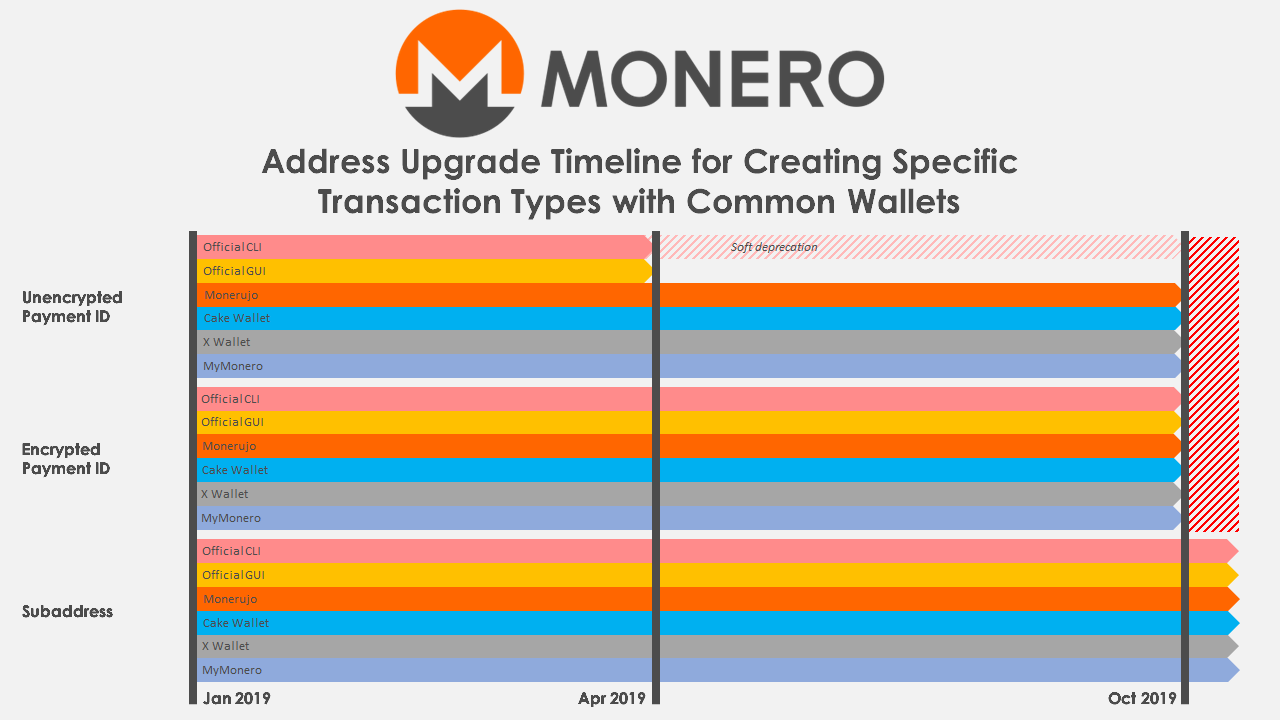 MONERO
Address Upgrade Timeline for Creating Specific
Transaction Types with Common Wallets
Unencrypted
Payment ID
Official CLI
Soft deprecation
Official GUI
Monerujo
Cake Wallet
X Wallet
MyMonero
Encrypted
Payment ID
Official CLI
Official GUI
Monerujo
Cake Wallet
X Wallet
MyMonero
Subaddress
Official CLI
Official GUI
Monerujo
Cake Wallet
X Wallet
MyMonero
Jan 2019
Apr 2019
Oct 2019